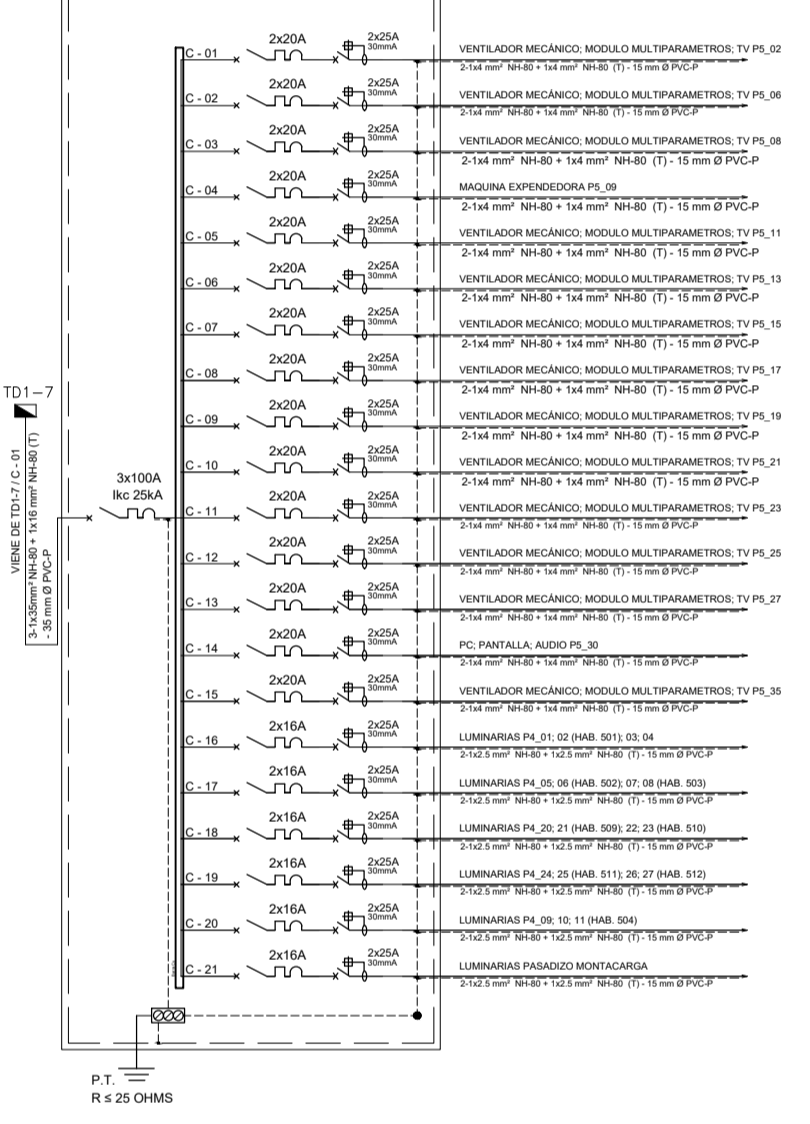 C - 01 2x20A 2x25A 30mmA VENTILADOR MECÁNICO; MODULO MULTIPARAMETROS; TV P5_02
2-1x4 mm² NH-80 + 1x4 mm² NH-80 (T) - 15 mm Ø PVC-P
C - 02 2x20A 2x25A 30mmA VENTILADOR MECÁNICO; MODULO MULTIPARAMETROS; TV P5_06
2-1x4 mm² NH-80 + 1x4 mm² NH-80 (T) - 15 mm Ø PVC-P
C - 03 2x20A 2x25A 30mmA VENTILADOR MECÁNICO; MODULO MULTIPARAMETROS; TV P5_08
2-1x4 mm² NH-80 + 1x4 mm² NH-80 (T) - 15 mm Ø PVC-P
C - 04 2x20A 2x25A 30mmA MAQUINA EXPENDEDORA P5_09
2-1x4 mm² NH-80 + 1x4 mm² NH-80 (T) - 15 mm Ø PVC-P
C - 05 2x20A 2x25A 30mmA VENTILADOR MECÁNICO; MODULO MULTIPARAMETROS; TV P5_11
2-1x4 mm² NH-80 + 1x4 mm² NH-80 (T) - 15 mm Ø PVC-P
C - 06 2x20A 2x25A 30mmA VENTILADOR MECÁNICO; MODULO MULTIPARAMETROS; TV P5_13
2-1x4 mm² NH-80 + 1x4 mm² NH-80 (T) - 15 mm Ø PVC-P
C - 07 2x20A 2x25A 30mmA VENTILADOR MECÁNICO; MODULO MULTIPARAMETROS; TV P5_15
2-1x4 mm² NH-80 + 1x4 mm² NH-80 (T) - 15 mm Ø PVC-P
C - 08 2x20A 2x25A 30mmA VENTILADOR MECÁNICO; MODULO MULTIPARAMETROS; TV P5_17
2-1x4 mm² NH-80 + 1x4 mm² NH-80 (T) - 15 mm Ø PVC-P
TD1-7
C - 09 2x20A 2x25A 30mmA VENTILADOR MECÁNICO; MODULO MULTIPARAMETROS; TV P5_19
2-1x4 mm² NH-80 + 1x4 mm² NH-80 (T) - 15 mm Ø PVC-P
C - 10 2x20A 2x25A 30mmA VENTILADOR MECÁNICO; MODULO MULTIPARAMETROS; TV P5_21
2-1x4 mm² NH-80 + 1x4 mm² NH-80 (T) - 15 mm Ø PVC-P
VIENE DE TD1-7 / C - 01
3-1x35mm² NH-80 + 1x16 mm² NH-80 (T)
- 35 mm Ø PVC-P
3x100A
Ikc 25kA
C - 11 2x20A 2x25A 30mmA VENTILADOR MECÁNICO; MODULO MULTIPARAMETROS; TV P5_23
2-1x4 mm² NH-80 + 1x4 mm² NH-80 (T) - 15 mm Ø PVC-P
C - 12 2x20A 2x25A 30mmA VENTILADOR MECÁNICO; MODULO MULTIPARAMETROS; TV P5_25
2-1x4 mm² NH-80 + 1x4 mm² NH-80 (T) - 15 mm Ø PVC-P
C - 13 2x20A 2x25A 30mmA VENTILADOR MECÁNICO; MODULO MULTIPARAMETROS; TV P5_27
2-1x4 mm² NH-80 + 1x4 mm² NH-80 (T) - 15 mm Ø PVC-P
C - 14 2x20A 2x25A 30mmA PC; PANTALLA; AUDIO P5_30
2-1x4 mm² NH-80 + 1x4 mm² NH-80 (T) - 15 mm Ø PVC-P
C - 15 2x20A 2x25A 30mmA VENTILADOR MECÁNICO; MODULO MULTIPARAMETROS; TV P5_35
2-1x4 mm² NH-80 + 1x4 mm² NH-80 (T) - 15 mm Ø PVC-P
C - 16 2x16A 2x25A 30mmA LUMINARIAS P4_01; 02 (HAB. 501); 03; 04
2-1x2.5 mm² NH-80 + 1x2.5 mm² NH-80 (T) - 15 mm Ø PVC-P
C - 17 2x16A 2x25A 30mmA LUMINARIAS P4_05; 06 (HAB. 502); 07; 08 (HAB. 503)
2-1x2.5 mm² NH-80 + 1x2.5 mm² NH-80 (T) - 15 mm Ø PVC-P
C - 18 2x16A 2x25A 30mmA LUMINARIAS P4_20; 21 (HAB. 509); 22; 23 (HAB. 510)
2-1x2.5 mm² NH-80 + 1x2.5 mm² NH-80 (T) - 15 mm Ø PVC-P
C - 19 2x16A 2x25A 30mmA LUMINARIAS P4_24; 25 (HAB. 511); 26; 27 (HAB. 512)
2-1x2.5 mm² NH-80 + 1x2.5 mm² NH-80 (T) - 15 mm Ø PVC-P
C - 20 2x16A 2x25A 30mmA LUMINARIAS P4_09; 10; 11 (HAB. 504)
2-1x2.5 mm² NH-80 + 1x2.5 mm² NH-80 (T) - 15 mm Ø PVC-P
C - 21 2x16A 2x25A 30mmA LUMINARIAS PASADIZO MONTACARGA
2-1x2.5 mm² NH-80 + 1x2.5 mm² NH-80 (T) - 15 mm Ø PVC-P
P.T.
R ≤ 25 OHMS